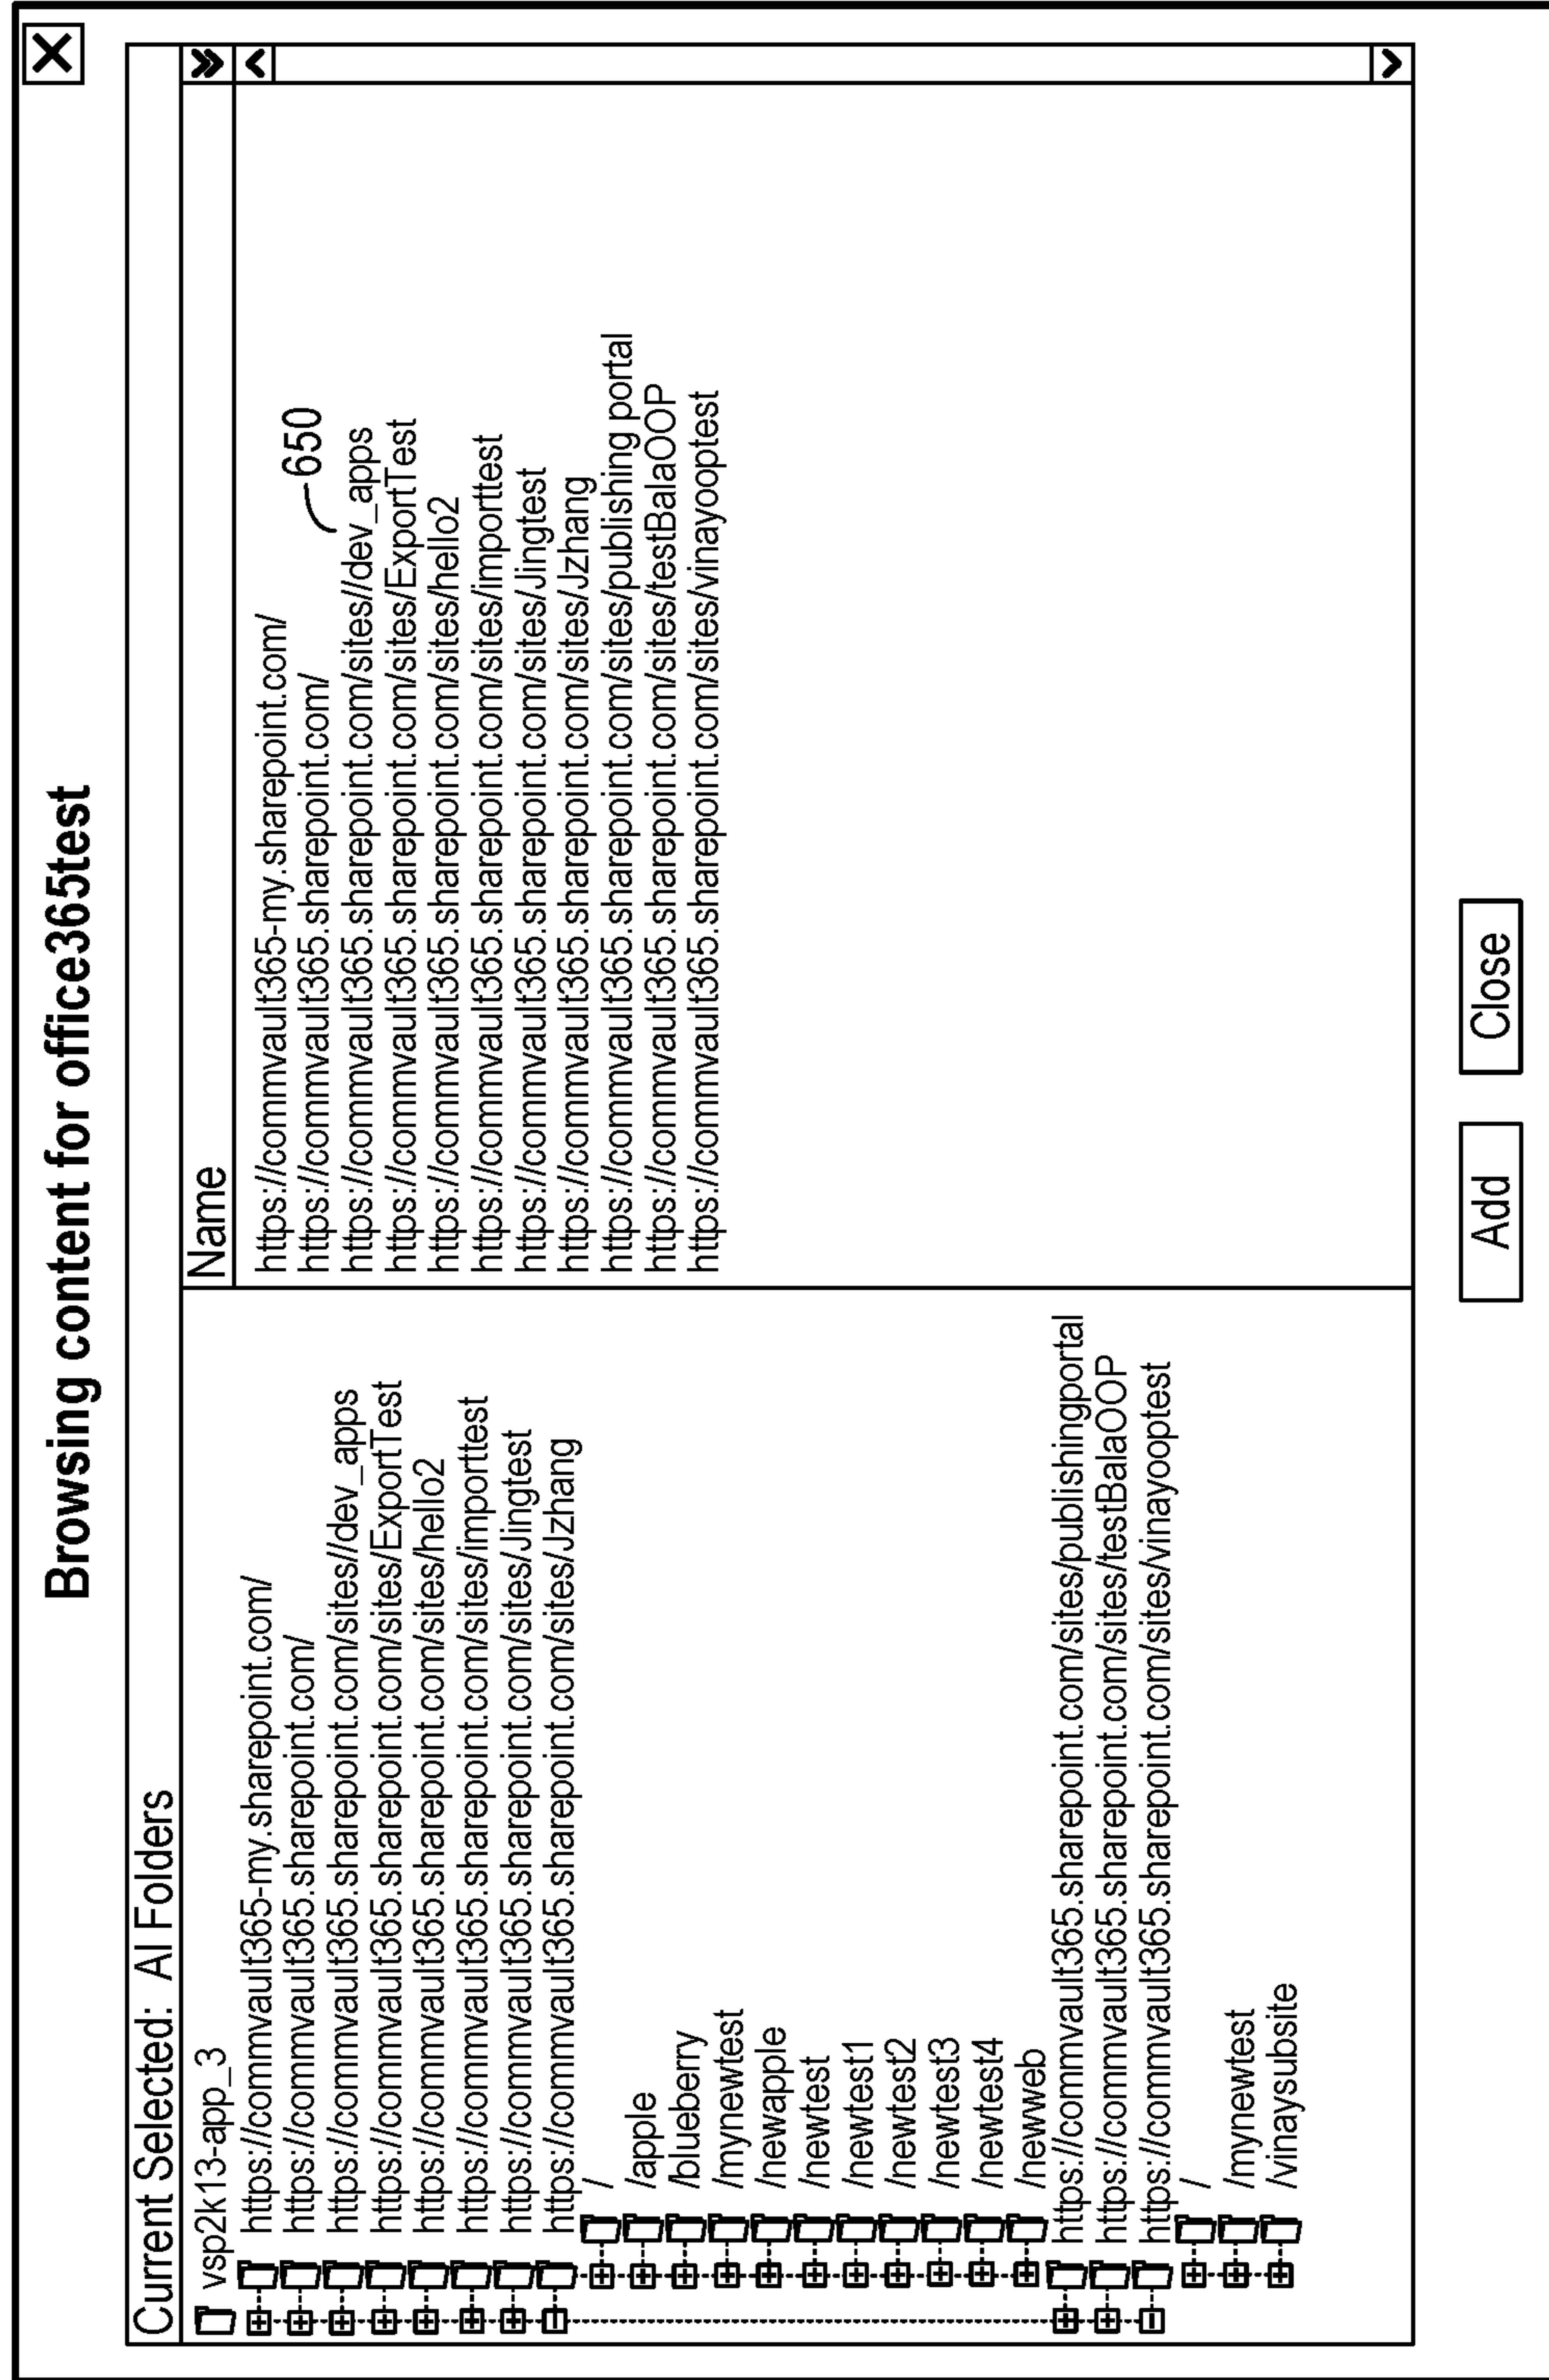 Browsing content for office365test
X
Current Selected: AI Folders
vsp2k13-app_3
https://commvault365-my.sharepoint.com/
https://commvault365.sharepoint.com/
https://commvault365.sharepoint.com/sites//dev_apps
https://commvault365.sharepoint.com/sites/ExportTest
https://commvault365.sharepoint.com/sites/hello2
https://commvault365.sharepoint.com/sites/importtest
https://commvault365.sharepoint.com/sites/Jingtest
https://commvault365.sharepoint.com/sites/Jzhang
/
/apple
/blueberry
/mynewtest
/newapple
/newtest
/newtest1
/newtest2
/newtest3
/newtest4
/newweb
https://commvault365.sharepoint.com/sites/publishingportal
https://commvault365.sharepoint.com/sites/testBalaOOP
https://commvault365.sharepoint.com/sites/vinayooptest
/
/mynewtest
/vinaysubsite
Name
https://commvault365-my.sharepoint.com/
https://commvault365.sharepoint.com/
650
https://commvault365.sharepoint.com/sites//dev_apps
https://commvault365.sharepoint.com/sites/ExportTest
https://commvault365.sharepoint.com/sites/hello2
https://commvault365.sharepoint.com/sites/importtest
https://commvault365.sharepoint.com/sites/Jingtest
https://commvault365.sharepoint.com/sites/Jzhang
https://commvault365.sharepoint.com/sites/publishing portal
https://commvault365.sharepoint.com/sites/testBalaOOP
https://commvault365.sharepoint.com/sites/vinayooptest
Add
Close